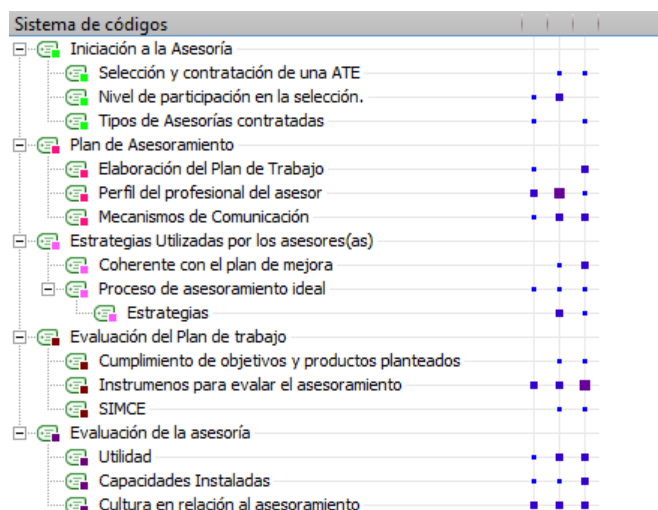 Sistema de códigos
Iniciación a la Asesoría
Selección y contratación de una ATE
Nivel de participación en la selección.
Tipos de Asesorías contratadas
Plan de Asesoramiento
Elaboración del Plan de Trabajo
Perfil del profesional del asesor
Mecanismos de Comunicación
Estrategias Utilizadas por los asesores(as)
Coherente con el plan de mejora
Proceso de asesoramiento ideal
Estrategias
Evaluación del Plan de trabajo
Cumplimiento de objetivos y productos planteados
Instrumenos para evalar el asesoramiento
SIMCE
Evaluación de la asesoría
Utilidad
Capacidades Instaladas
Cultura en relación al asesoramiento